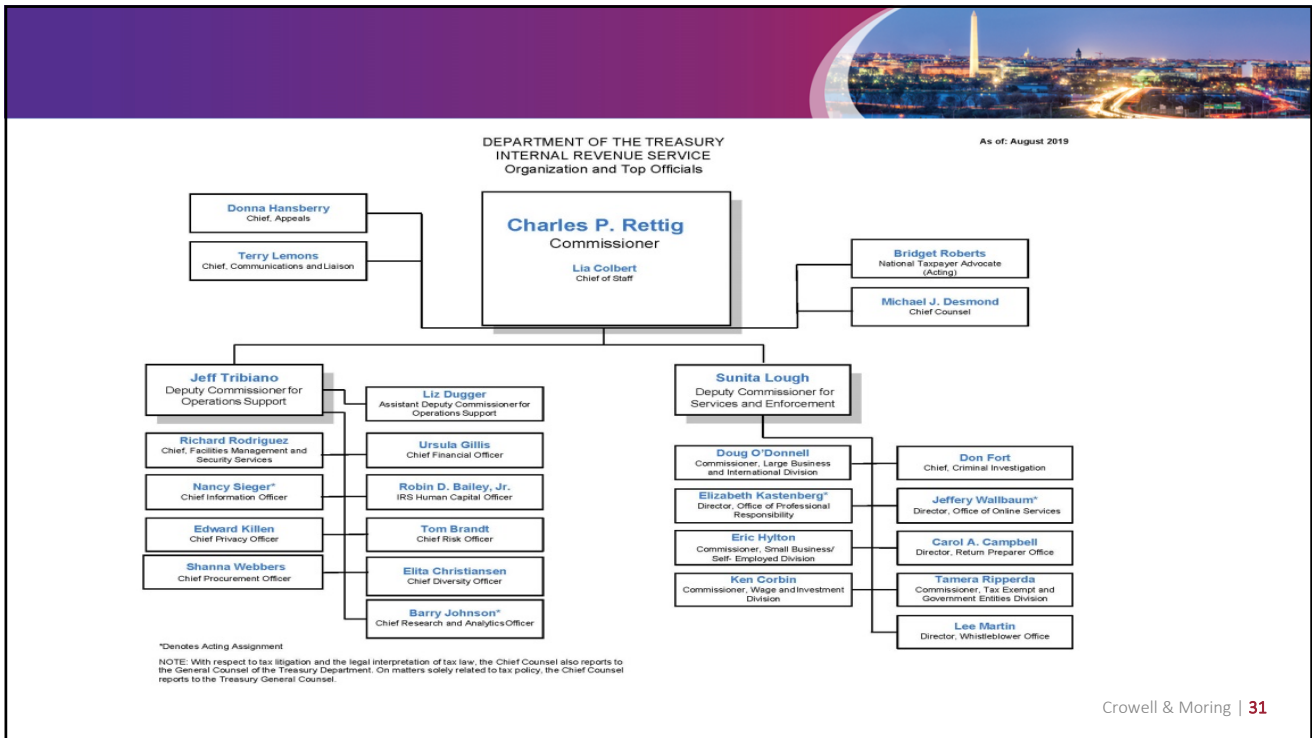 DEPARTMENT OF THE TREASURY
INTERNAL REVENUE SERVICE
Organization and Top Officials
As of: August 2019
Donna Hansberry
Chief, Appeals
Terry Lemons
Chief, Communications and Liaison
Charles P. Rettig
Commissioner
Lia Colbert
Chief of Staff
Bridget Roberts
National Taxpayer Advocate
(Acting)
Michael J. Desmond
Chief Counsel
Jeff Tribiano
Deputy Commissioner for
Operations Support
Liz Dugger
Assistant Deputy Commissioner for
Operations Support
Richard Rodriguez
Chief, Facilities Management and
Security Services
Ursula Gillis
Chief Financial Officer
Nancy Sieger*
Chief Information Officer
Robin D. Bailey, Jr.
IRS Human Capital Officer
Edward Killen
Chief Privacy Officer
Tom Brandt
Chief Risk Officer
Shanna Webbers
Chief Procurement Officer
Elita Christiansen
Chief Diversity Officer
Barry Johnson*
Chief Research and Analytics Officer
Sunita Lough
Deputy Commissioner for
Services and Enforcement
Doug O'Donnell
Commissioner, Large Business
and International Division
Don Fort
Chief, Criminal Investigation
Elizabeth Kastenberg*
Director, Office of Professional
Responsibility
Jeffery Wallbaum*
Director, Office of Online Services
Eric Hylton
Commissioner, Small Business/
Self- Employed Division
Carol A. Campbell
Director, Return Preparer Office
Ken Corbin
Commissioner, Wage and Investment
Division
Tamera Ripperda
Commissioner, Tax Exempt and
Government Entities Division
Lee Martin
Director, Whistleblower Office
*Denotes Acting Assignment
NOTE: With respect to tax litigation and the legal interpretation of tax law, the Chief Counsel also reports to
the General Counsel of the Treasury Department. On matters solely related to tax policy, the Chief Counsel
reports to the Treasury General Counsel.
Crowell & Moring | 31